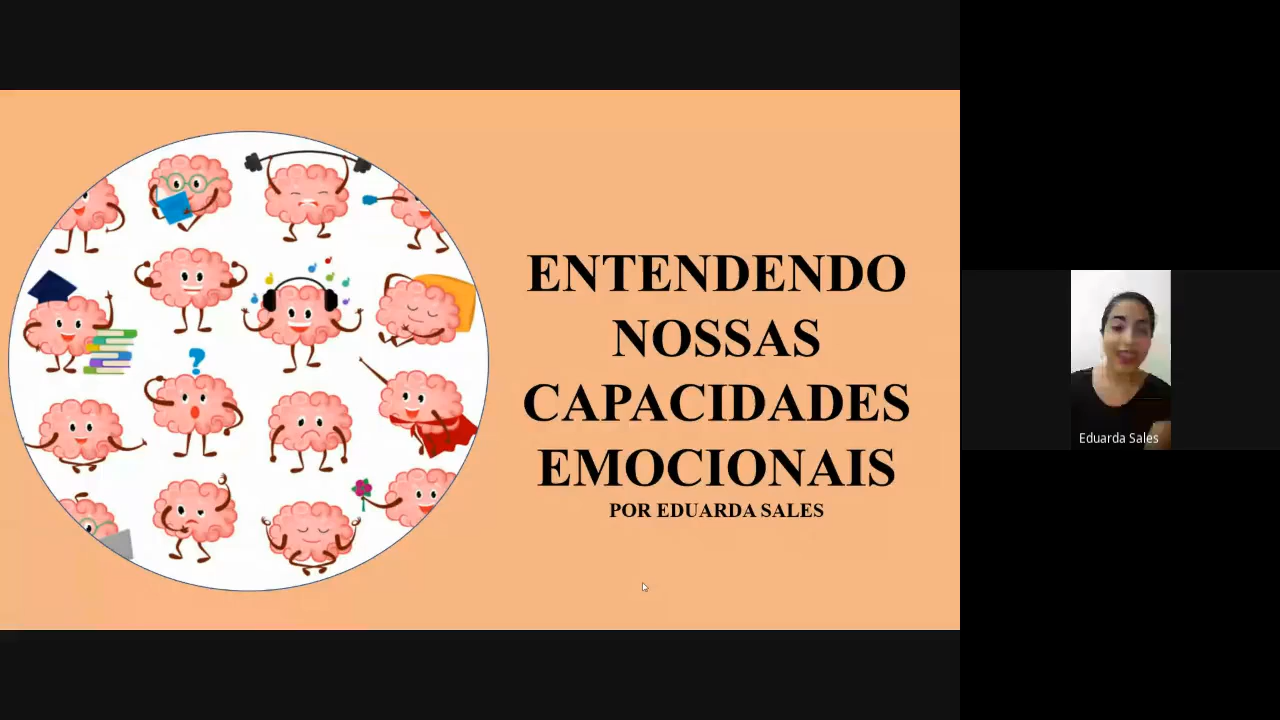 ENTENDENDO
NOSSAS
CAPACIDADES
EMOCIONAIS
POR EDUARDA SALES
?
Eduarda Sales